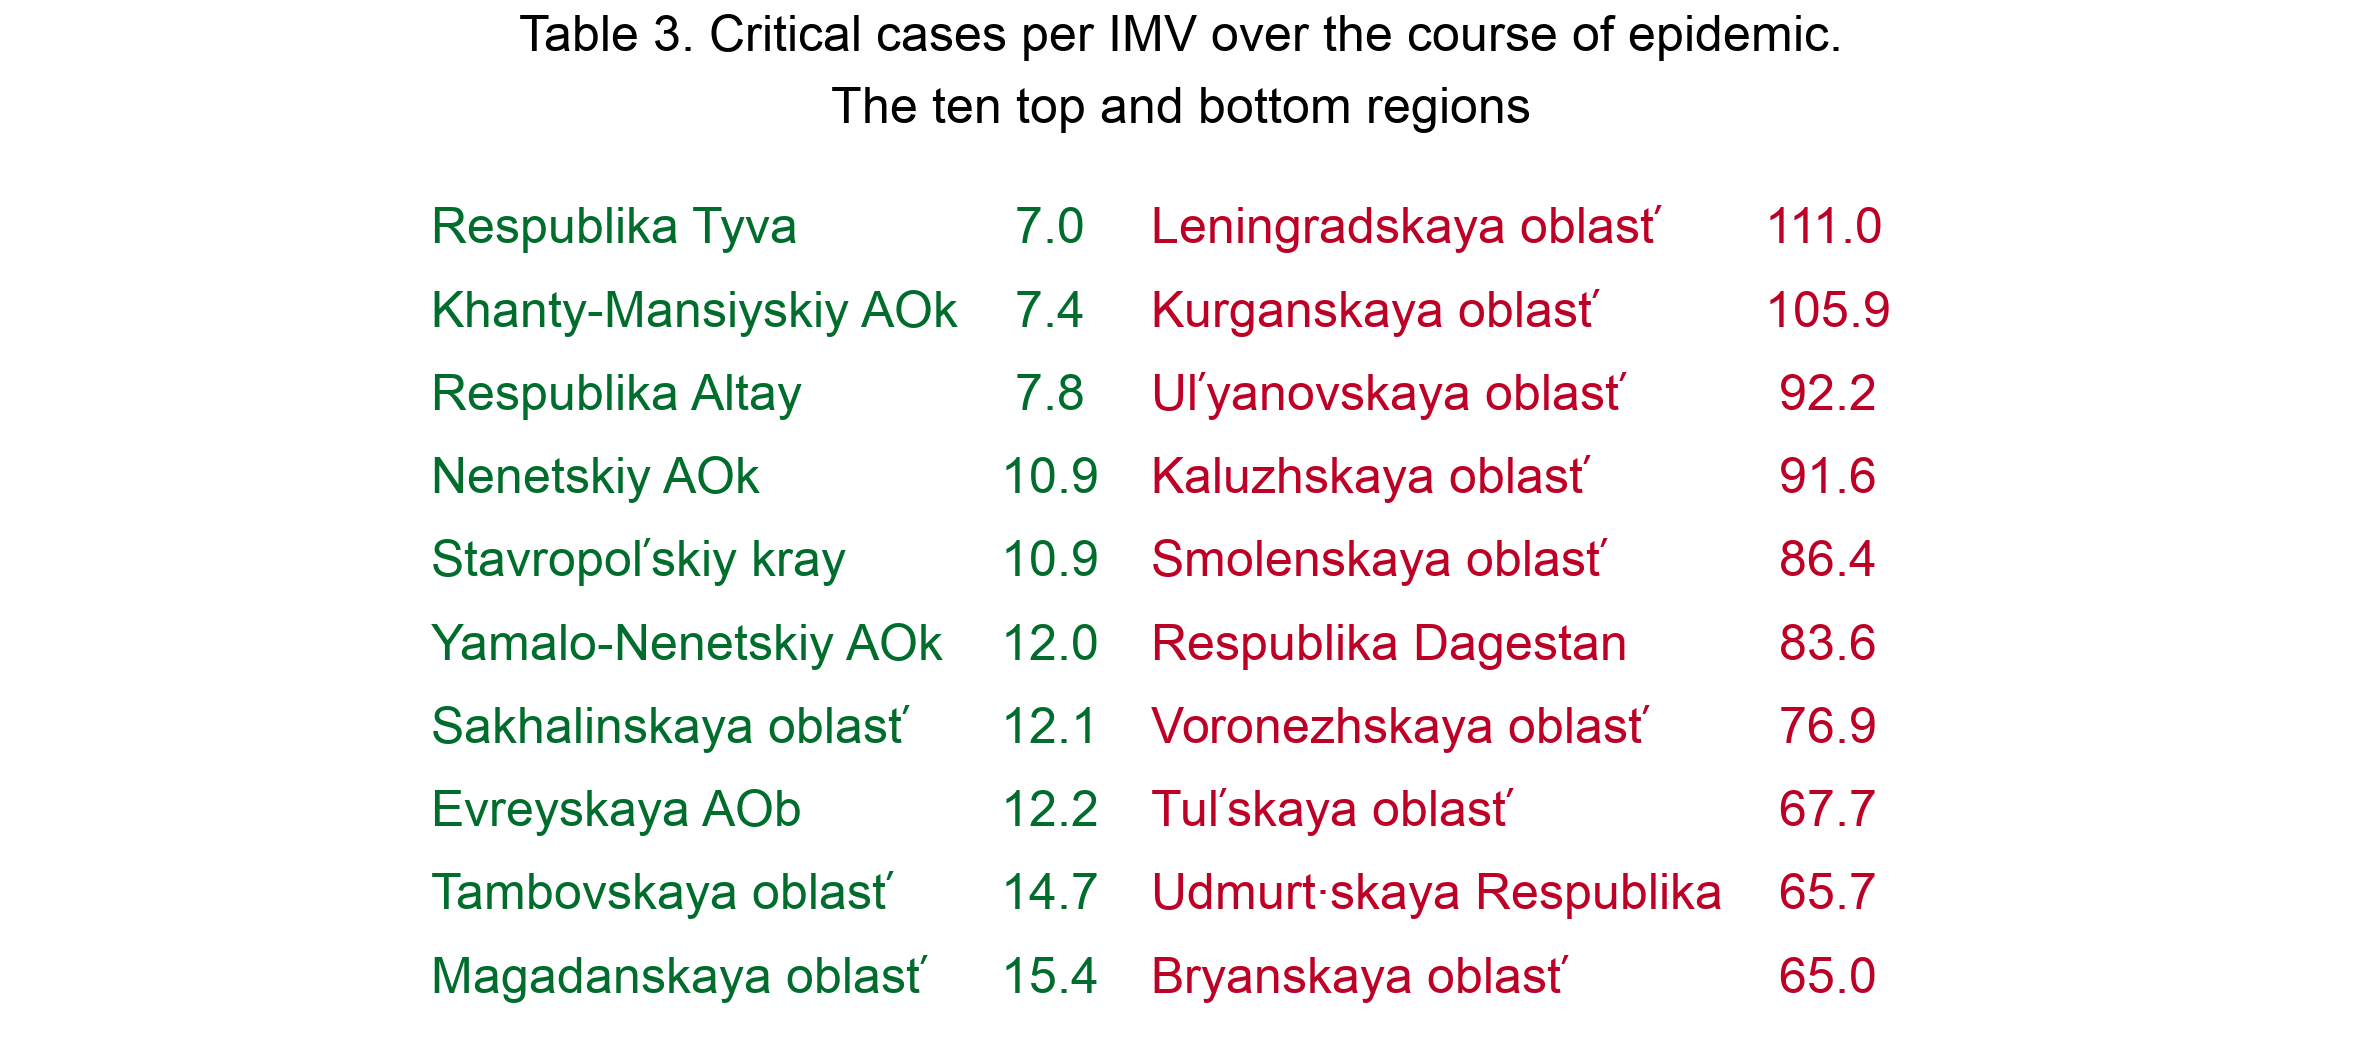 Table 3. Critical cases per IMV over the course of epidemic.
The ten top and bottom regions
Respublika Tyva 7.0 Leningradskaya oblastʹ 111.0
Khanty-Mansiyskiy AOk 7.4 Kurganskaya oblastʹ 105.9
Respublika Altay 7.8 Ulʹyanovskaya oblastʹ 92.2
Nenetskiy AOk 10.9 Kaluzhskaya oblastʹ 91.6
Stavropolʹskiy kray 10.9 Smolenskaya oblastʹ 86.4
Yamalo-Nenetskiy AOk 12.0 Respublika Dagestan 83.6
Sakhalinskaya oblastʹ 12.1 Voronezhskaya oblastʹ 76.9
Evreyskaya AOb 12.2 Tulʹskaya oblastʹ 67.7
Tambovskaya oblastʹ 14.7 Udmurt·skaya Respublika 65.7
Magadanskaya oblastʹ 15.4 Bryanskaya oblastʹ 65.0